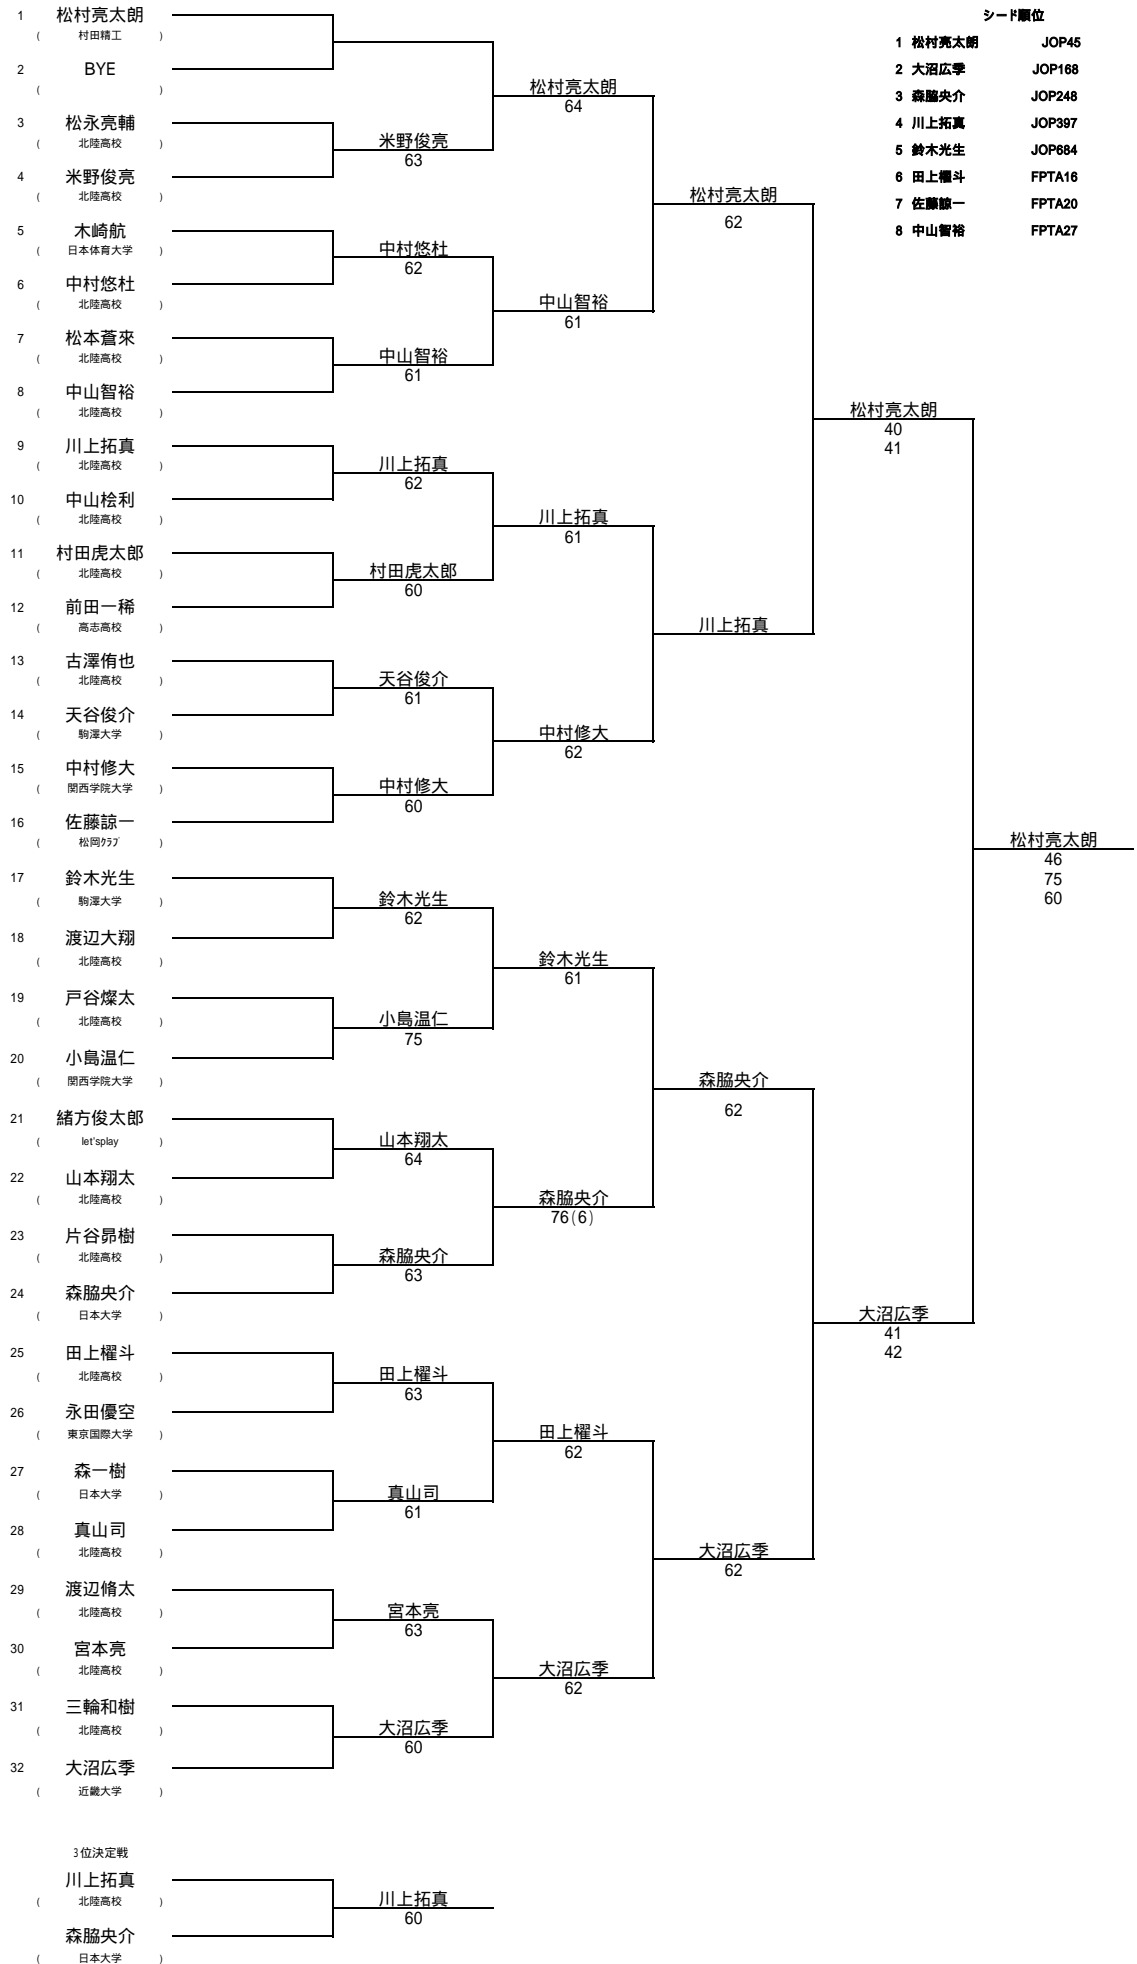 シード順位
1 松村亮太朗 JOP45
2 大沼広季 JOP168
3 森脇央介 JOP248
4 川上拓真 JOP397
5 鈴木光生 JOP684
6 田上櫂斗 FPTA16
7 佐藤諒一 FPTA20
8 中山智裕 FPTA27
1 松村亮太朗
( 村田精工 )
2 BYE
( )
3 松永亮輔
( 北陸高校 )
4 米野俊亮
( 北陸高校 )
5 木崎航
( 日本体育大学 )
6 中村悠杜
( 北陸高校 )
7 松本蒼來
( 北陸高校 )
8 中山智裕
( 北陸高校 )
9 川上拓真
( 北陸高校 )
10 中山桧利
( 北陸高校 )
11 村田虎太郎
( 北陸高校 )
12 前田一稀
( 高志高校 )
13 古澤侑也
( 北陸高校 )
14 天谷俊介
( 駒澤大学 )
15 中村修大
( 関西学院大学 )
16 佐藤諒一
( 松岡クラブ )
17 鈴木光生
( 駒澤大学 )
18 渡辺大翔
( 北陸高校 )
19 戸谷燦太
( 北陸高校 )
20 小島温仁
( 関西学院大学 )
21 緒方俊太郎
( let'splay )
22 山本翔太
( 北陸高校 )
23 片谷昴樹
( 北陸高校 )
24 森脇央介
( 日本大学 )
25 田上櫂斗
( 北陸高校 )
26 永田優空
( 東京国際大学 )
27 森一樹
( 日本大学 )
28 真山司
( 北陸高校 )
29 渡辺脩太
( 北陸高校 )
30 宮本亮
( 北陸高校 )
31 三輪和樹
( 北陸高校 )
32 大沼広季
( 近畿大学 )
米野俊亮
63
中村悠杜
62
中山智裕
61
川上拓真
62
村田虎太郎
60
天谷俊介
61
中村修大
60
鈴木光生
62
小島温仁
75
山本翔太
64
森脇央介
63
田上櫂斗
63
真山司
61
宮本亮
63
大沼広季
60
松村亮太朗
64
中山智裕
61
川上拓真
61
中村修大
62
鈴木光生
61
森脇央介
76(6)
田上櫂斗
62
大沼広季
62
松村亮太朗
62
川上拓真
森脇央介
62
大沼広季
62
松村亮太朗
40
41
大沼広季
41
42
松村亮太朗
46
75
60
3位決定戦
川上拓真
( 北陸高校 )
森脇央介
( 日本大学 )
川上拓真
60